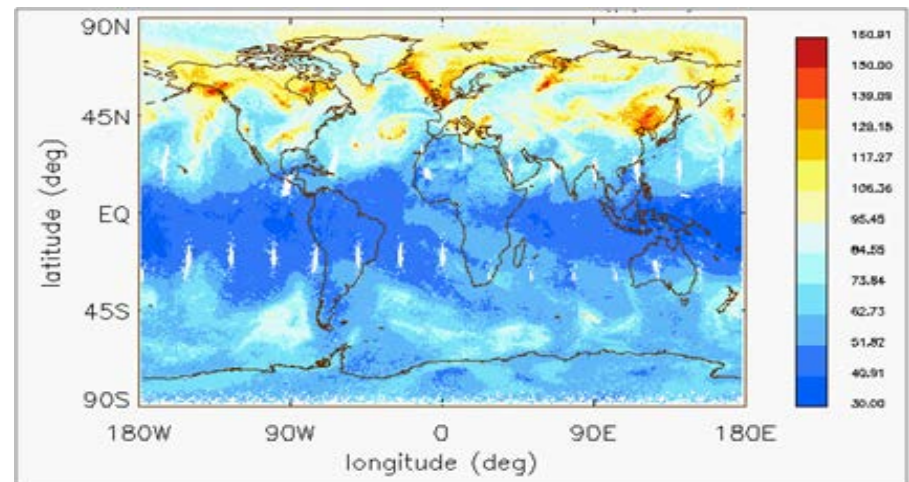 90N
45N
EQ
45S
90S
latitude (deg)
180W 90W 0 90E 180E
longitude (deg)
150.00
139.09
128.18
117.27
106.36
95.45
84.55
73.64
62.73
51.82
40.91
30.00